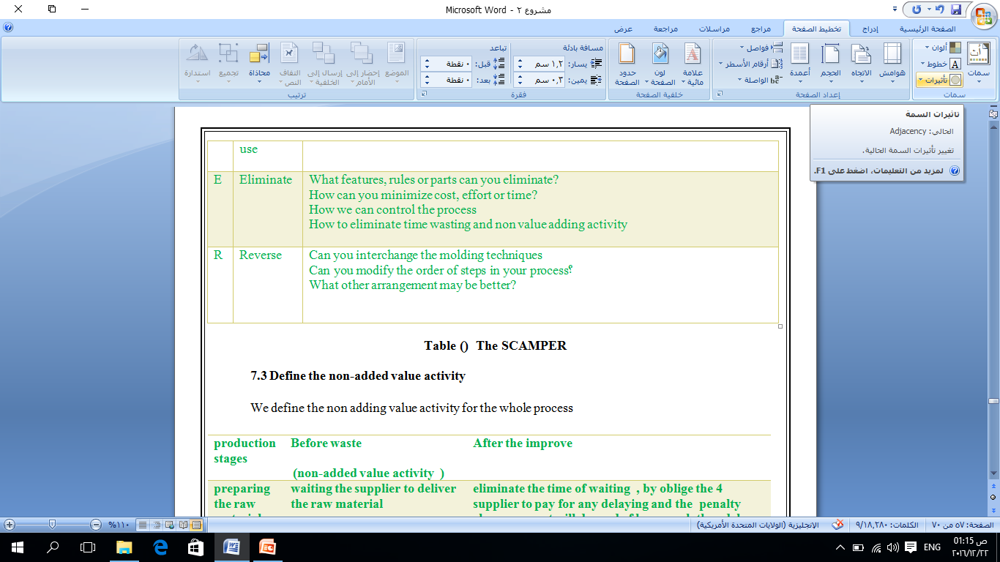 مشروع ٢ - Microsoft Word
الصفحة الرئيسية إدراج تخطيط الصفحة مراجع مراسلات مراجعة عرض
سمات
ألوان
خطوط
تأثيرات
سمات
هوامش
الاتجاه
الحجم
أعمدة
فواصل
أرقام الأسطر
الواصلة
إعداد الصفحة
علامة مائية
لون الصفحة
حدود الصفحة
خلفية الصفحة
مسافة بادئة
يسار: ١,٢ سم
يمين: ٠,٣ سم
تباعد
قبل: ٠ نقطة
بعد: ٠ نقطة
فقرة
الموضع
إحضار إلى الأمام
إرسال إلى الخلفية
التفاف النص
محاذاة
تجميع
استدارة
ترتيب
تأثيرات السمة
الحالي: Adjacency
تغيير تأثيرات السمة الحالية.
لمزيد من التعليمات، اضغط على F1.
use
E Eliminate What features, rules or parts can you eliminate?
How can you minimize cost, effort or time?
How we can control the process
How to eliminate time wasting and non value adding activity
R Reverse Can you interchange the molding techniques
Can you modify the order of steps in your process؟
What other arrangement may be better?
Table () The SCAMPER
7.3 Define the non-added value activity
We define the non adding value activity for the whole process
production stages
Before waste
(non-added value activity )
After the improve
preparing the raw
waiting the supplier to deliver the raw material
eliminate the time of waiting , by oblige the 4
supplier to pay for any delaying and the penalty
الصفحة: ٥٧ من ٧٠
الكلمات: ٩/١٨,٢٨٠
الإنجليزية (الولايات المتحدة الأمريكية)
%١١٠
ENG
01:15 ص
٢٠١٦/١٢/٢٢